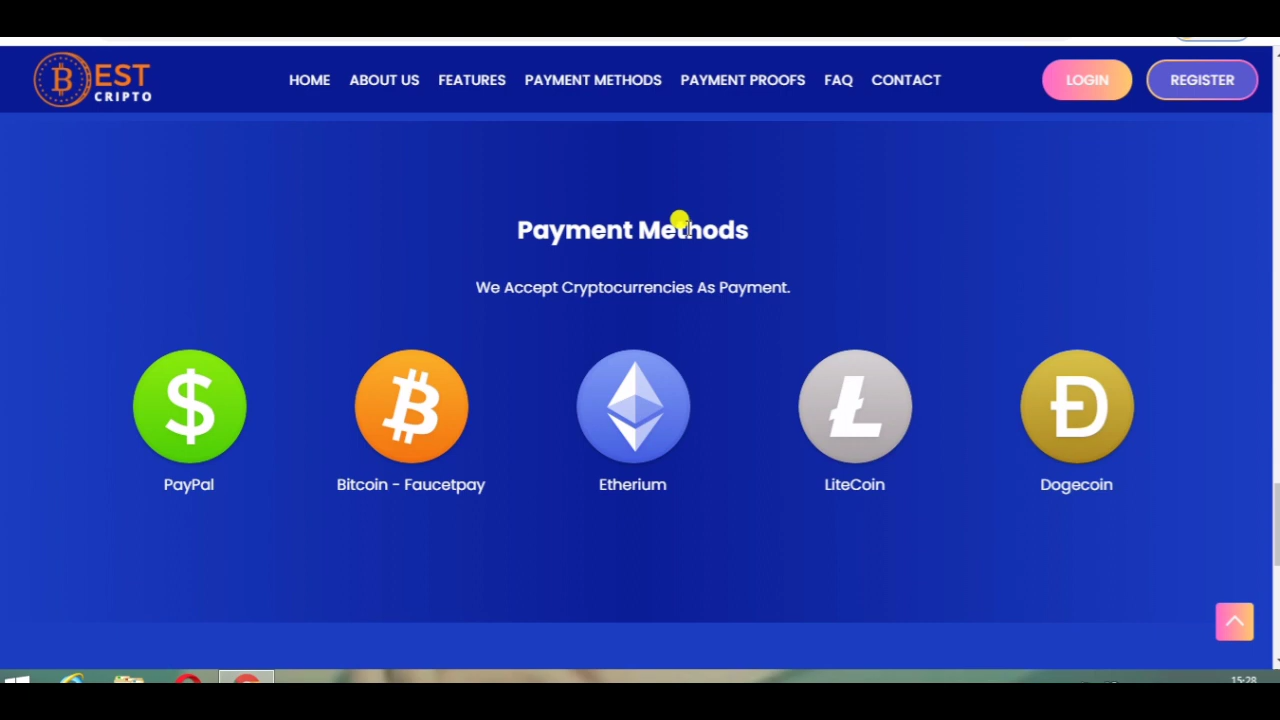 BEST
CRIPTO
HOME ABOUT US FEATURES PAYMENT METHODS PAYMENT PROOFS FAQ CONTACT
LOGIN REGISTER
Payment Methods
We Accept Cryptocurrencies As Payment.
PayPal Bitcoin - Faucetpay Etherium LiteCoin Dogecoin
15:28